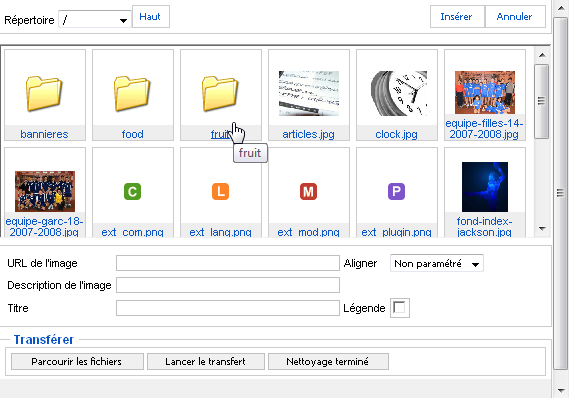 Répertoire / Haut Insérer Annuler
bannieres food fruit articles.jpg clock.jpg equipe-filles-14-2007-2008.jpg
fruit
equipe-garc-18-2007-2008.jpg ext_com.png ext_lang.png ext_mod.png ext_plugin.png fond-index-jackson.jpg
C L M P
URL de l'image Aligner Non paramétré
Description de l'image
Titre Légende
Transférer
Parcourir les fichiers Lancer le transfert Nettoyage terminé